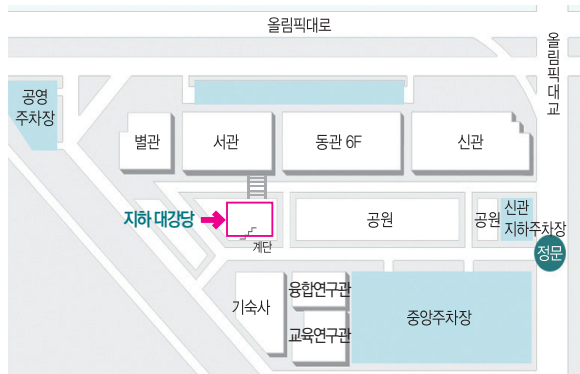 올림픽대로
올림픽대교
공영
주차장
별관
서관
동관 6F
신관
지하 대강당
계단
공원
공원
신관
지하주차장
정문
기숙사
융합연구관
교육연구관
중앙주차장